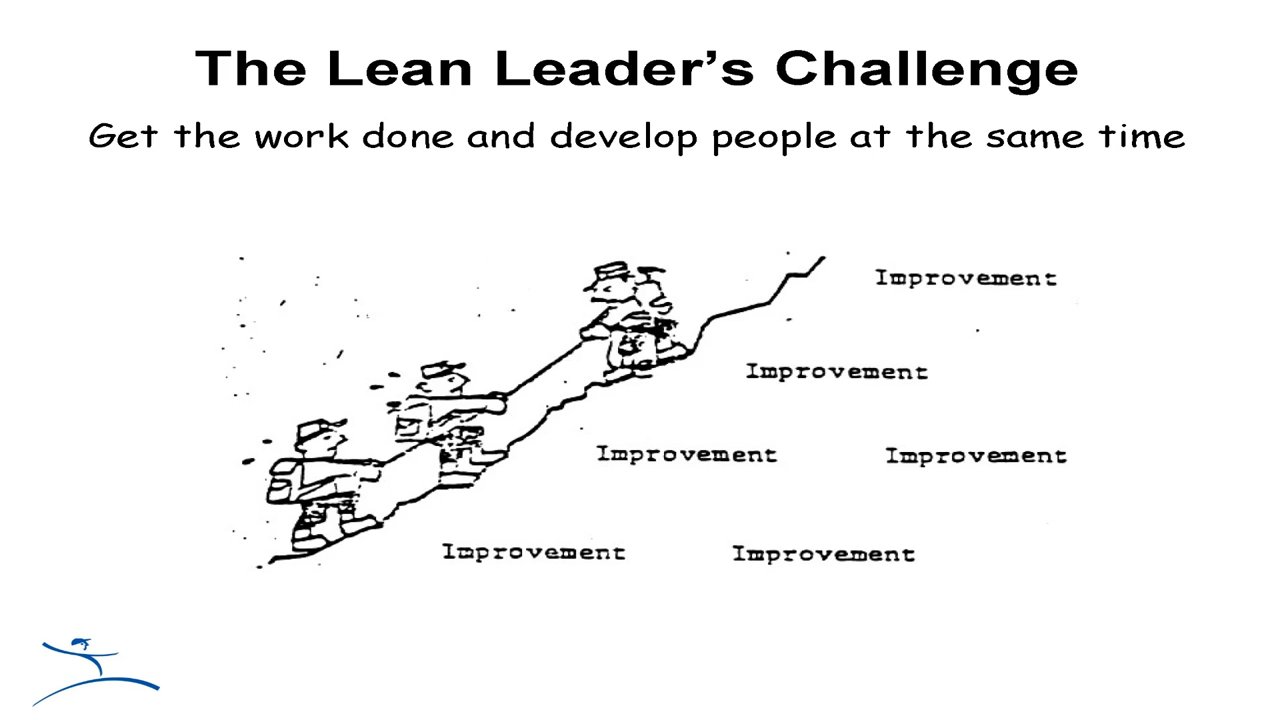 The Lean Leader’s Challenge
Get the work done and develop people at the same time
Improvement
Improvement
Improvement Improvement
Improvement Improvement